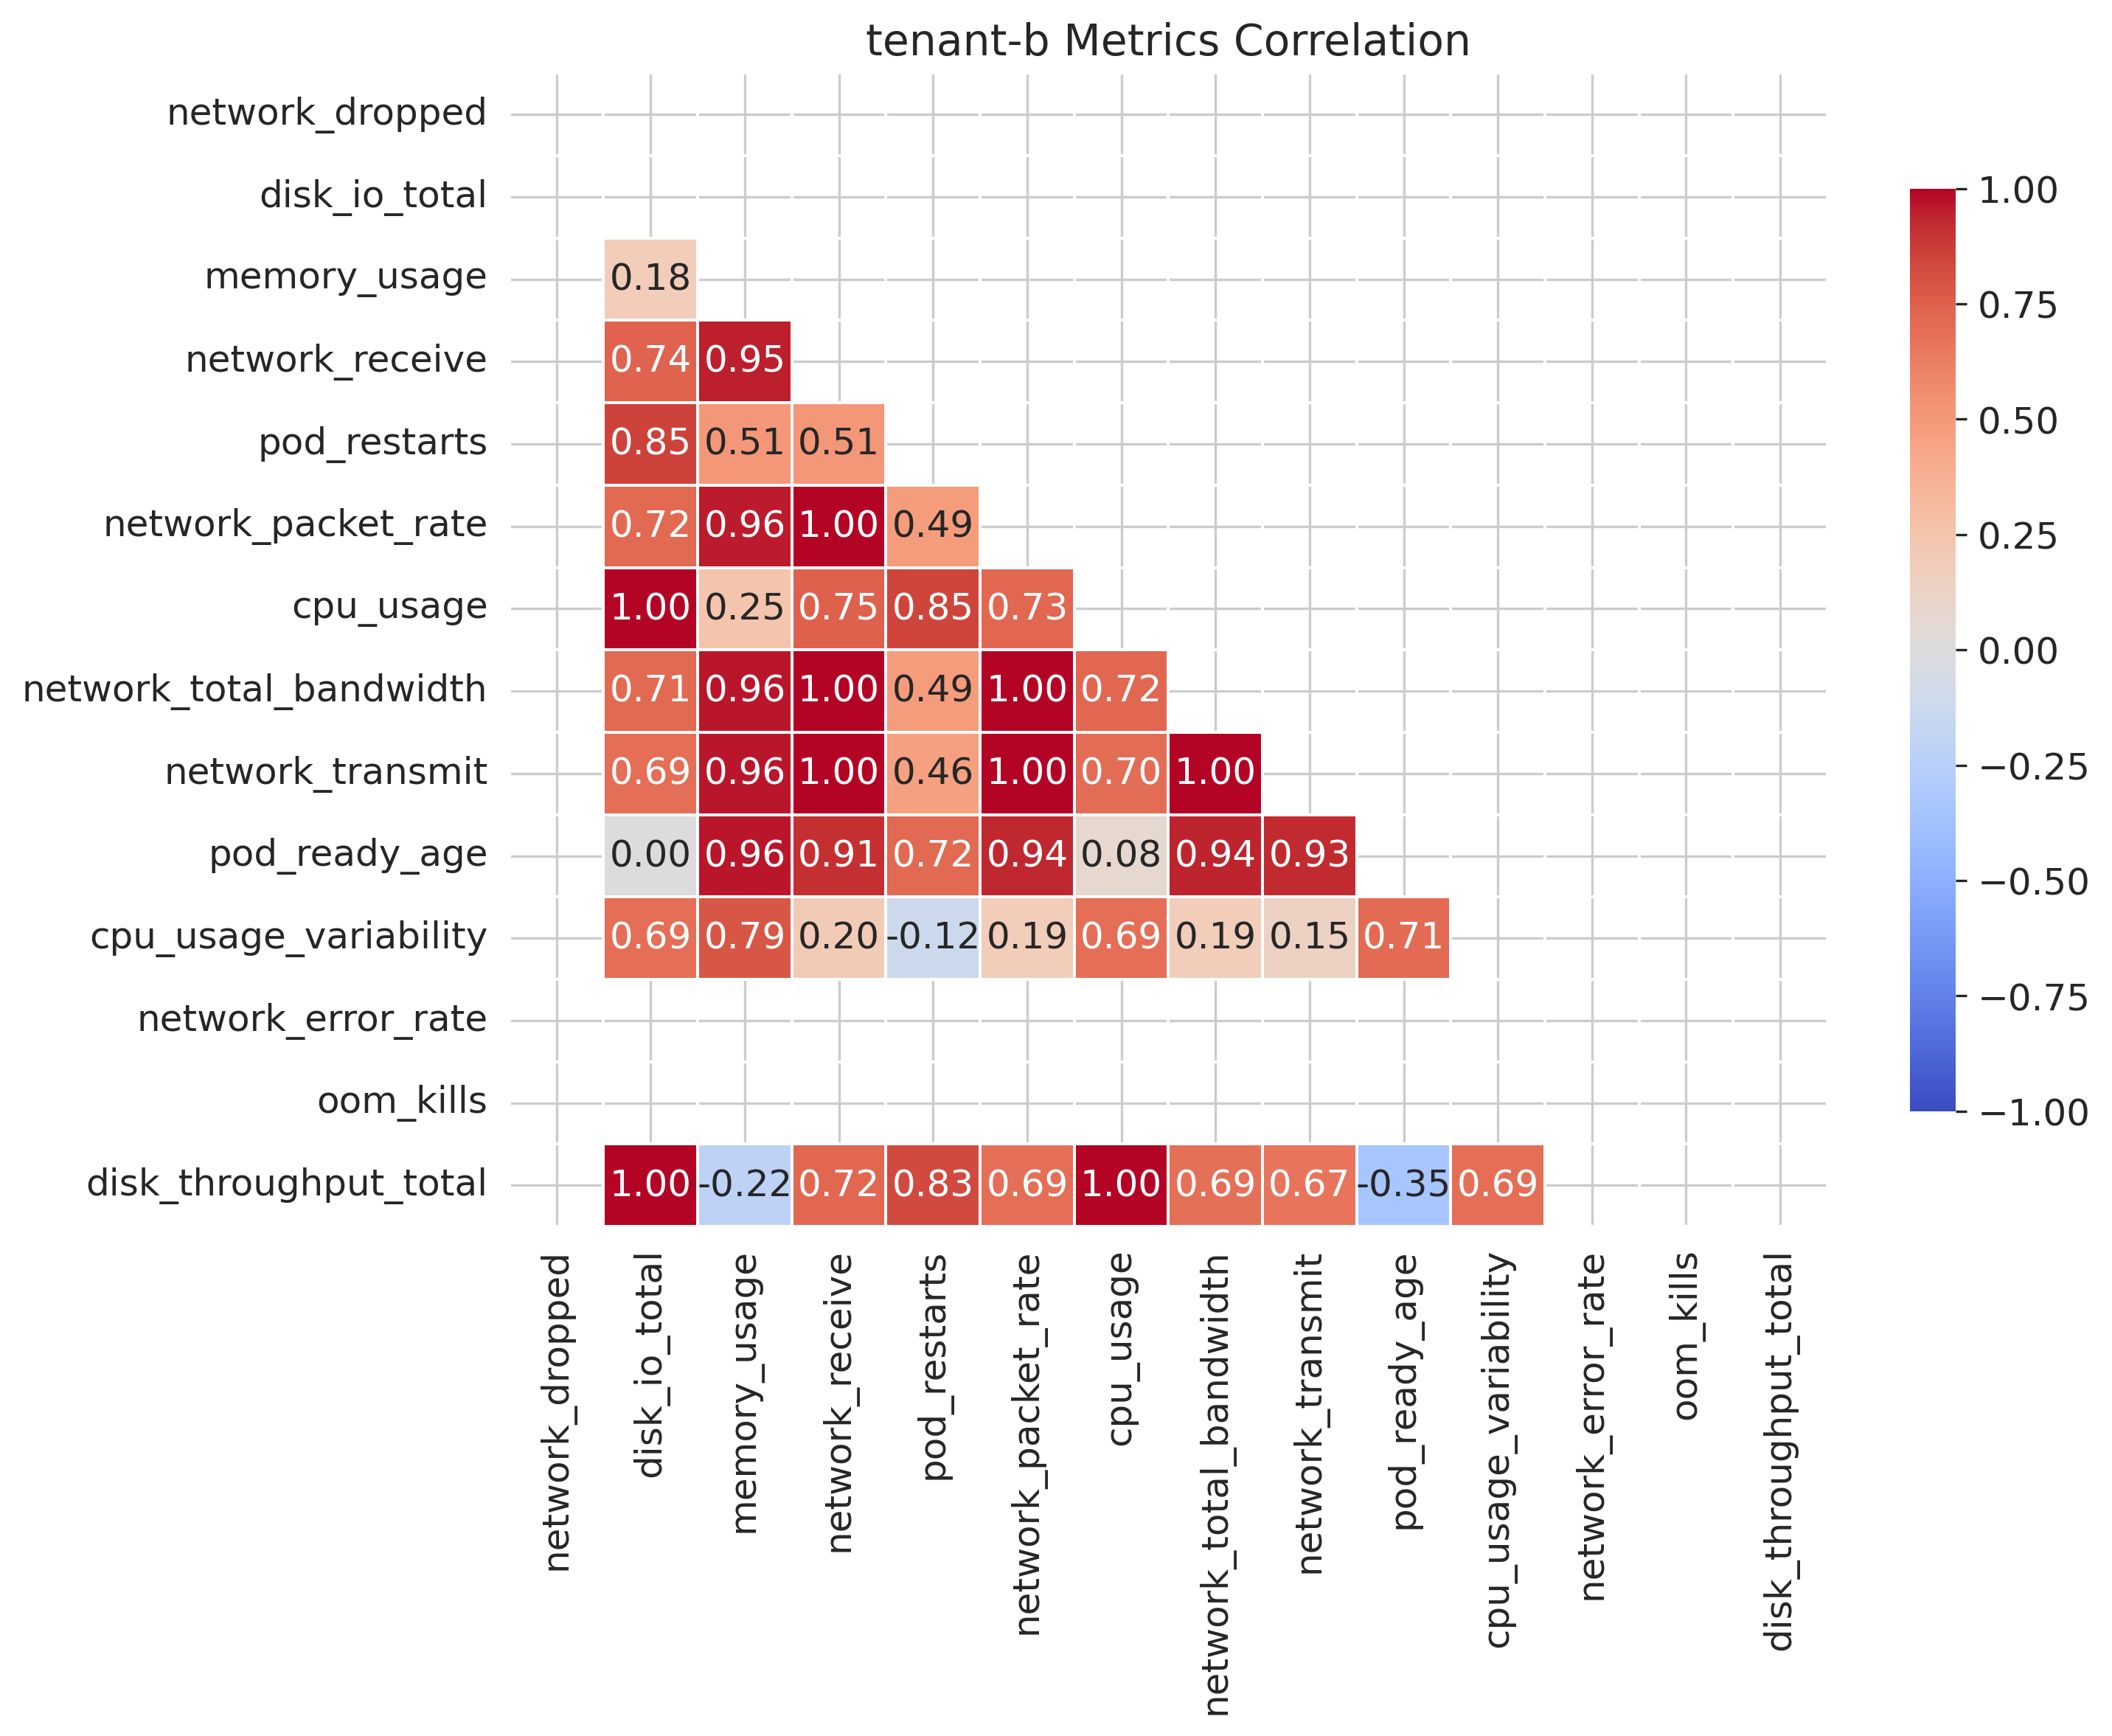 tenant-b Metrics Correlation
network_dropped
disk_io_total
memory_usage 0.18
network_receive 0.74 0.95
pod_restarts 0.85 0.51 0.51
network_packet_rate 0.72 0.96 1.00 0.49
cpu_usage 1.00 0.25 0.75 0.85 0.73
network_total_bandwidth 0.71 0.96 1.00 0.49 1.00 0.72
network_transmit 0.69 0.96 1.00 0.46 1.00 0.70 1.00
pod_ready_age 0.00 0.96 0.91 0.72 0.94 0.08 0.94 0.93
cpu_usage_variability 0.69 0.79 0.20 -0.12 0.19 0.69 0.19 0.15 0.71
network_error_rate
oom_kills
disk_throughput_total 1.00 -0.22 0.72 0.83 0.69 1.00 0.69 0.67 -0.35 0.69
network_dropped
disk_io_total
memory_usage
network_receive
pod_restarts
network_packet_rate
cpu_usage
network_total_bandwidth
network_transmit
pod_ready_age
cpu_usage_variability
network_error_rate
oom_kills
disk_throughput_total
1.00
0.75
0.50
0.25
0.00
−0.25
−0.50
−0.75
−1.00